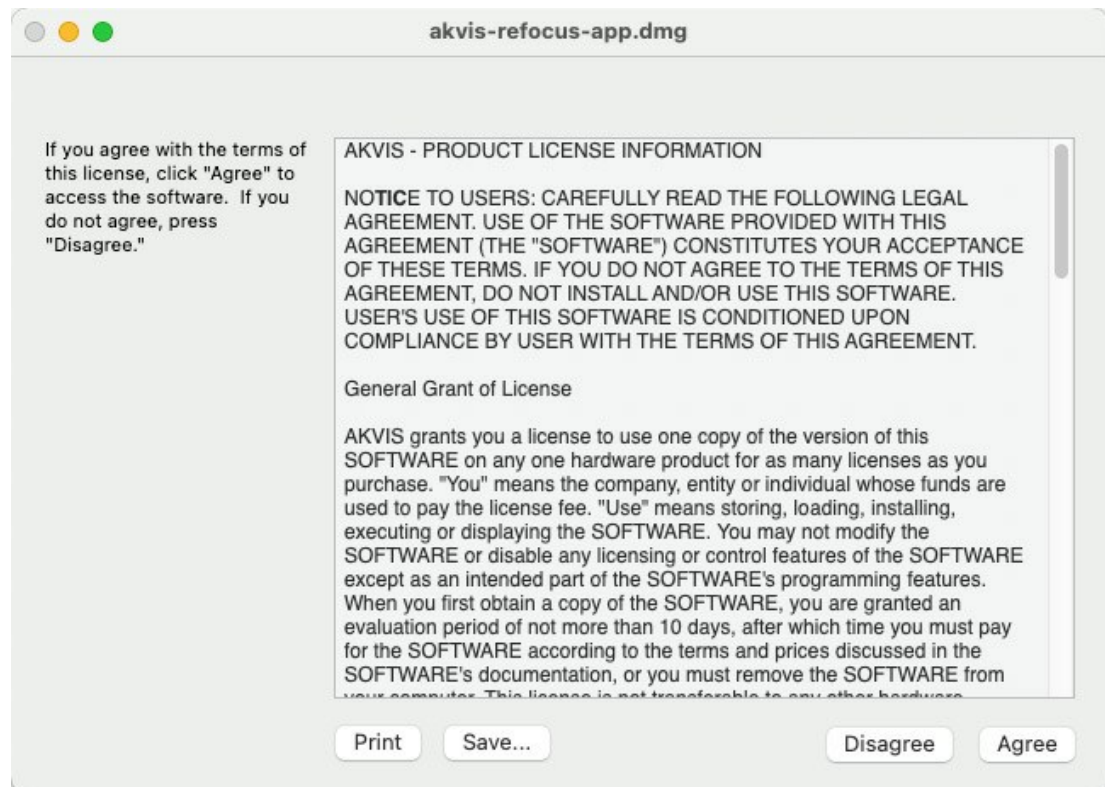 akvis-refocus-app.dmg
If you agree with the terms of
this license, click "Agree" to
access the software.  If you
do not agree, press
"Disagree."
AKVIS - PRODUCT LICENSE INFORMATION
NOTICE TO USERS: CAREFULLY READ THE FOLLOWING LEGAL
AGREEMENT. USE OF THE SOFTWARE PROVIDED WITH THIS
AGREEMENT (THE "SOFTWARE") CONSTITUTES YOUR ACCEPTANCE
OF THESE TERMS. IF YOU DO NOT AGREE TO THE TERMS OF THIS
AGREEMENT, DO NOT INSTALL AND/OR USE THIS SOFTWARE.
USER'S USE OF THIS SOFTWARE IS CONDITIONED UPON
COMPLIANCE BY USER WITH THE TERMS OF THIS AGREEMENT.
General Grant of License
AKVIS grants you a license to use one copy of the version of this
SOFTWARE on any one hardware product for as many licenses as you
purchase. "You" means the company, entity or individual whose funds are
used to pay the license fee. "Use" means storing, loading, installing,
executing or displaying the SOFTWARE. You may not modify the
SOFTWARE or disable any licensing or control features of the SOFTWARE
except as an intended part of the SOFTWARE's programming features.
When you first obtain a copy of the SOFTWARE, you are granted an
evaluation period of not more than 10 days, after which time you must pay
for the SOFTWARE according to the terms and prices discussed in the
SOFTWARE's documentation, or you must remove the SOFTWARE from
your computer. This license is not transferable to any other hardware
Print
Save...
Disagree
Agree